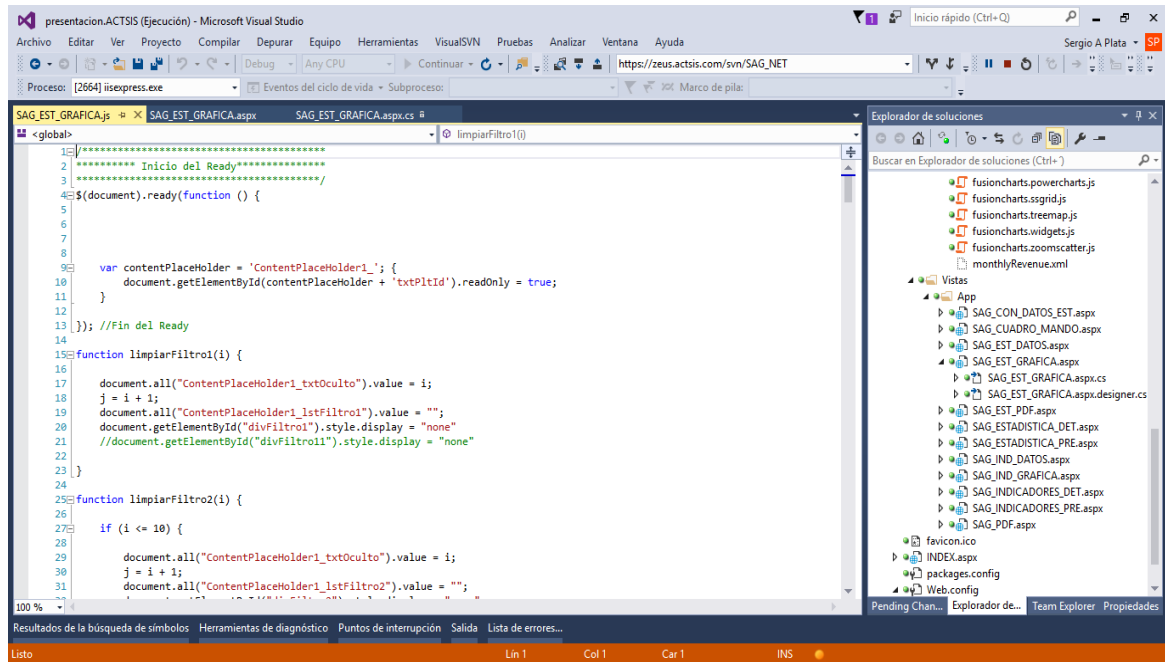 presentacion.ACTSIS (Ejecución) - Microsoft Visual Studio
1
Inicio rápido (Ctrl+Q)
Archivo Editar Ver Proyecto Compilar Depurar Equipo Herramientas VisualSVN Pruebas Analizar Ventana Ayuda
Sergio A Plata
SP
Debug
Any CPU
Continuar
https://zeus.actsis.com/svn/SAG_NET
Proceso: [2664] iisexpress.exe
Eventos del ciclo de vida
Subproceso:
Marco de pila:
SAG_EST_GRAFICA.js
SAG_EST_GRAFICA.aspx
SAG_EST_GRAFICA.aspx.cs
<global>
limpiarFiltro1(i)
1 /*****************************************
2 ********** Inicio del Ready***************
3 *****************************************/
4 $(document).ready(function () {
5
6
7
8
9 var contentPlaceHolder = 'ContentPlaceHolder1_'; {
10 document.getElementById(contentPlaceHolder + 'txtPltId').readOnly = true;
11 }
12
13 }); //Fin del Ready
14
15 function limpiarFiltro1(i) {
16
17 document.all("ContentPlaceHolder1_txtOculto").value = i;
18 j = i + 1;
19 document.all("ContentPlaceHolder1_lstFiltro1").value = "";
20 document.getElementById("divFiltro1").style.display = "none"
21 //document.getElementById("divFiltro11").style.display = "none"
22
23 }
24
25 function limpiarFiltro2(i) {
26
27 if (i <= 10) {
28
29 document.all("ContentPlaceHolder1_txtOculto").value = i;
30 j = i + 1;
31 document.all("ContentPlaceHolder1_lstFiltro2").value = "";
100 %
Explorador de soluciones
Buscar en Explorador de soluciones (Ctrl+´)
fusioncharts.powercharts.js
fusioncharts.ssgrid.js
fusioncharts.treemap.js
fusioncharts.widgets.js
fusioncharts.zoomscatter.js
monthlyRevenue.xml
Vistas
App
SAG_CON_DATOS_EST.aspx
SAG_CUADRO_MANDO.aspx
SAG_EST_DATOS.aspx
SAG_EST_GRAFICA.aspx
SAG_EST_GRAFICA.aspx.cs
SAG_EST_GRAFICA.aspx.designer.cs
SAG_EST_PDF.aspx
SAG_ESTADISTICA_DET.aspx
SAG_ESTADISTICA_PRE.aspx
SAG_IND_DATOS.aspx
SAG_IND_GRAFICA.aspx
SAG_INDICADORES_DET.aspx
SAG_INDICADORES_PRE.aspx
SAG_PDF.aspx
favicon.ico
INDEX.aspx
packages.config
Web.config
Pending Chan... Explorador de... Team Explorer Propiedades
Resultados de la búsqueda de símbolos Herramientas de diagnóstico Puntos de interrupción Salida Lista de errores...
Listo Lín 1 Col 1 Car 1 INS